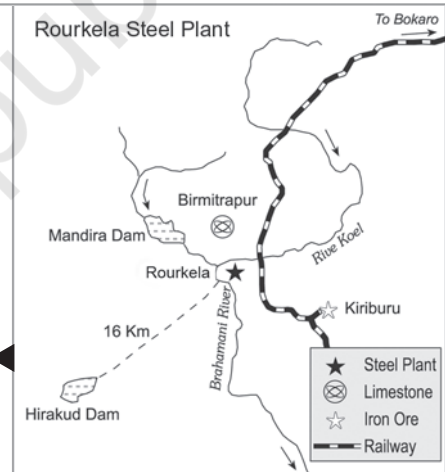 Rourkela Steel Plant
To Bokaro
Birmitrapur
Mandira Dam
Rive Koel
Rourkela
Kiriburu
Brahamani River
16 Km
Hirakud Dam
Steel Plant
Limestone
Iron Ore
Railway